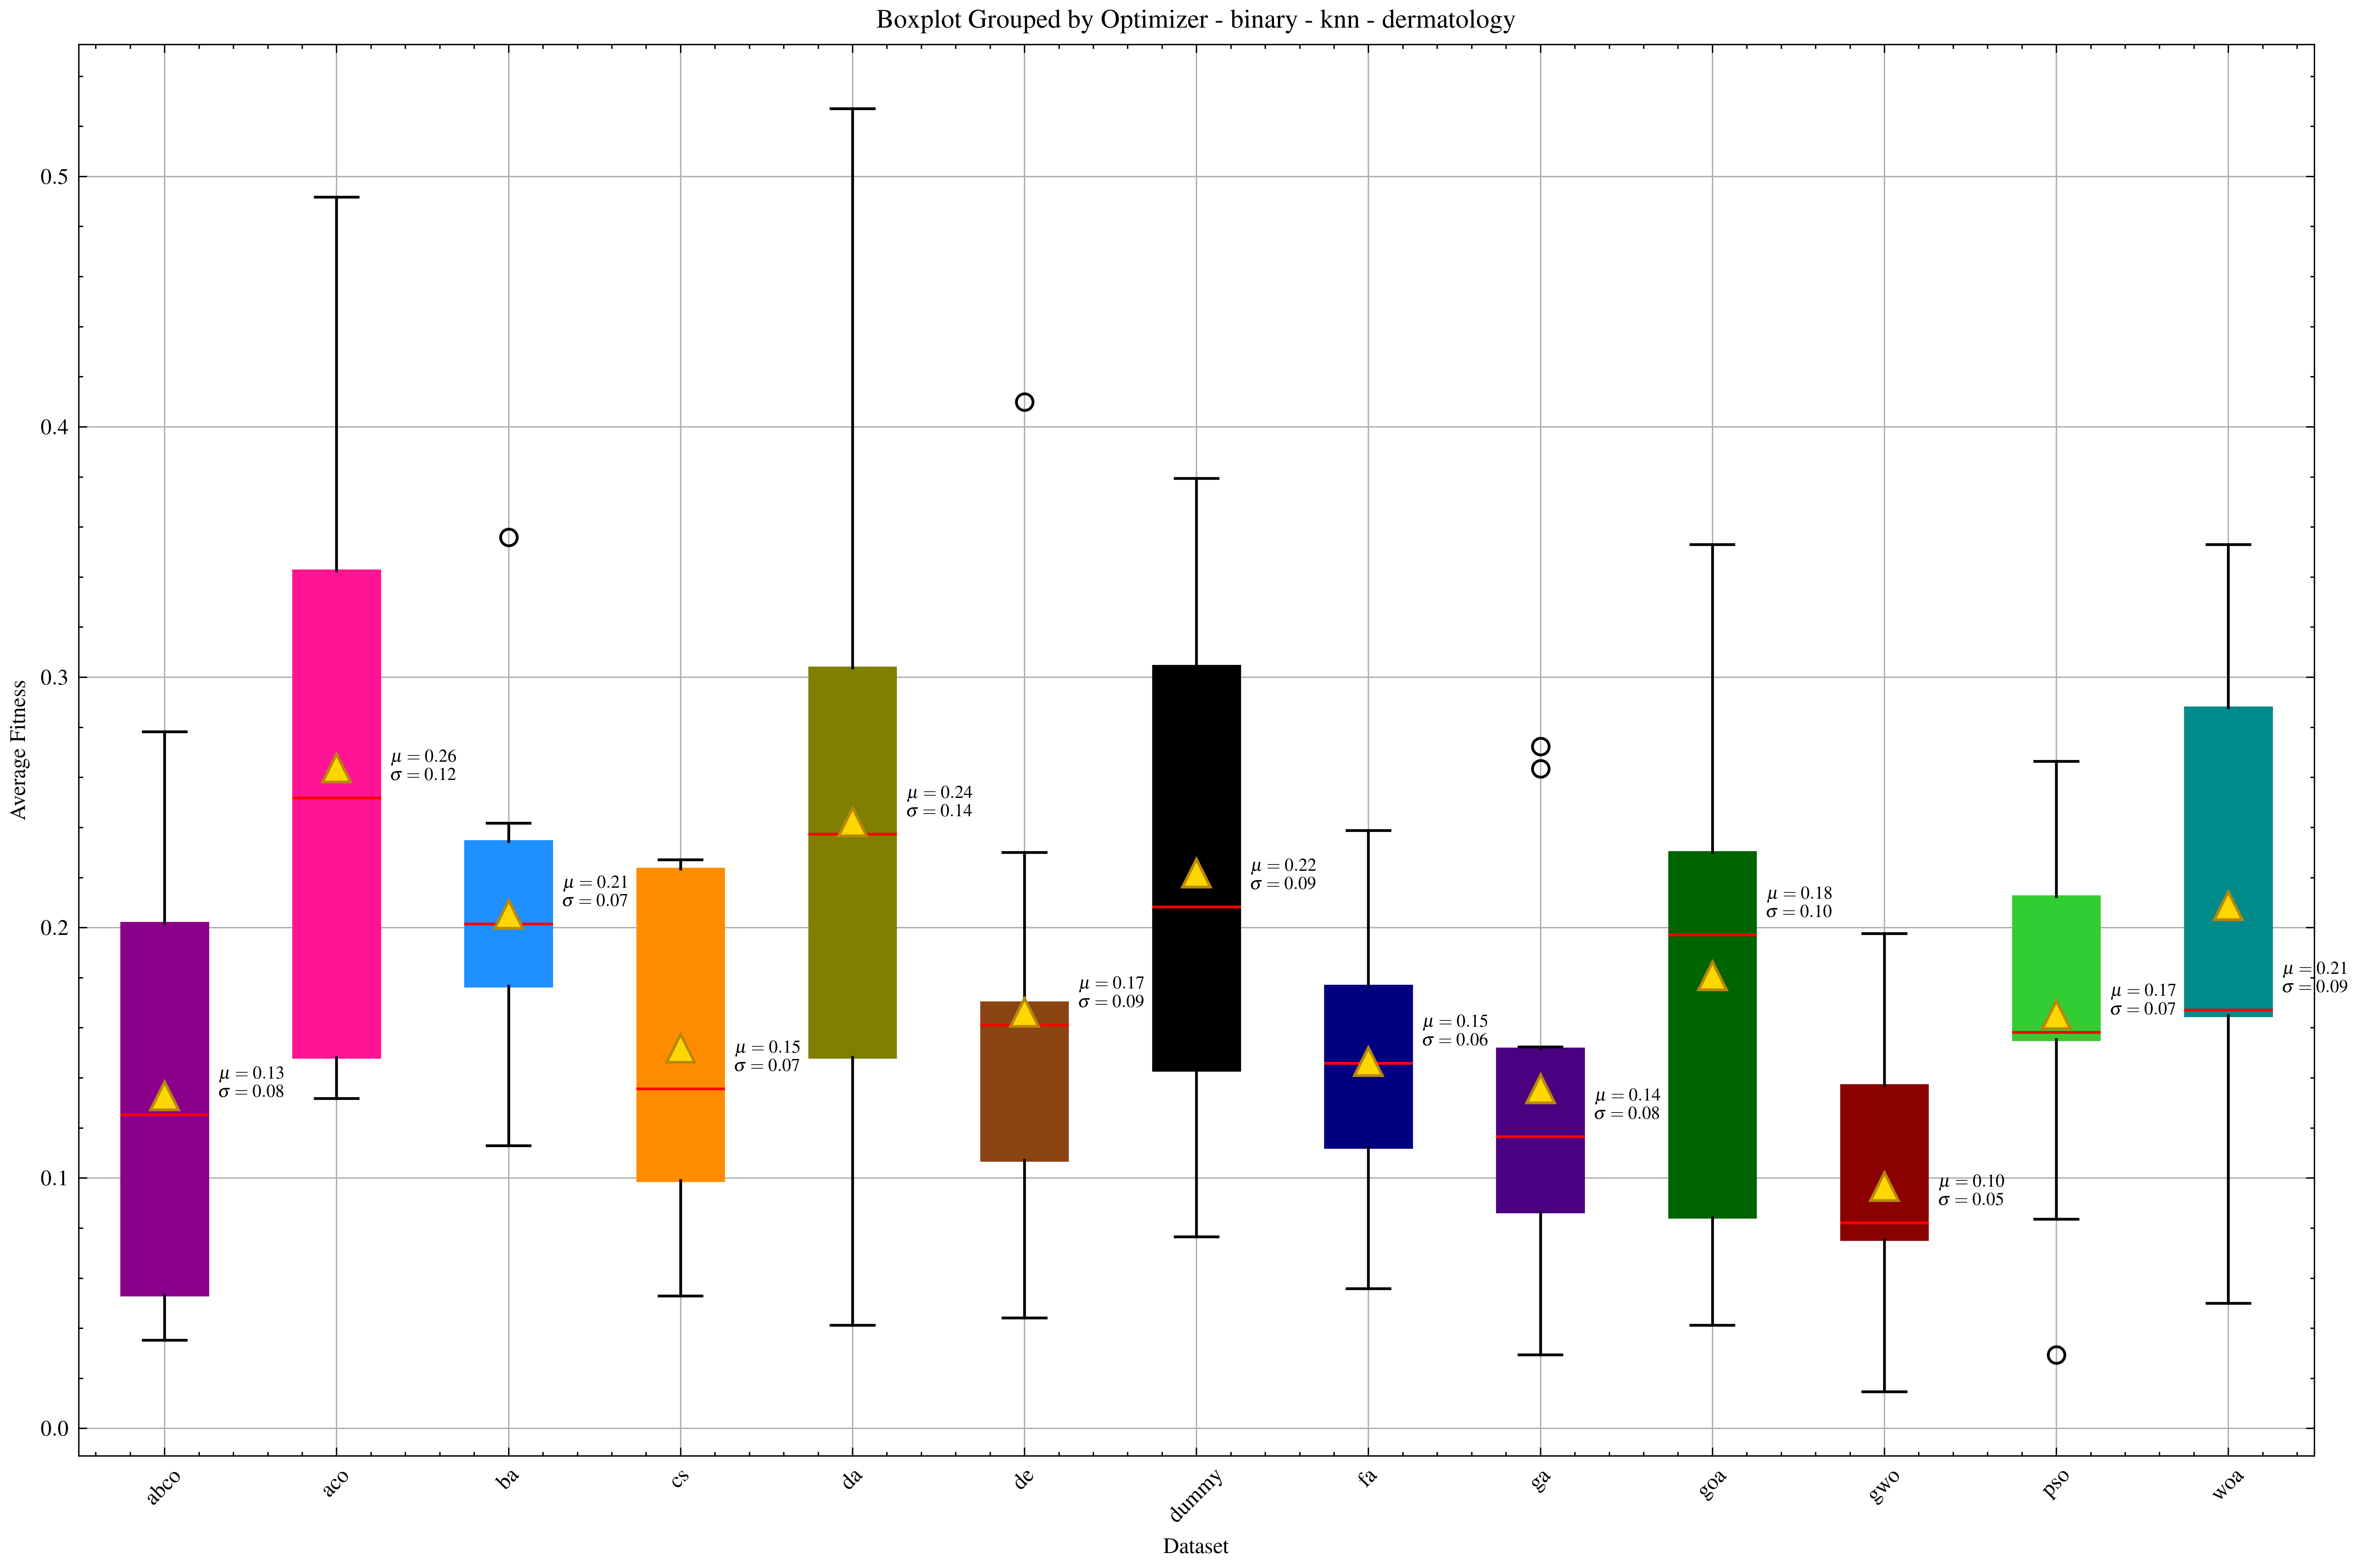 Boxplot Grouped by Optimizer - binary - knn - dermatology
Average Fitness
0.5
0.4
0.3
0.2
0.1
0.0
μ = 0.13
σ = 0.08
μ = 0.26
σ = 0.12
μ = 0.21
σ = 0.07
μ = 0.15
σ = 0.07
μ = 0.24
σ = 0.14
μ = 0.17
σ = 0.09
μ = 0.22
σ = 0.09
μ = 0.15
σ = 0.06
μ = 0.14
σ = 0.08
μ = 0.18
σ = 0.10
μ = 0.10
σ = 0.05
μ = 0.17
σ = 0.07
μ = 0.21
σ = 0.09
abco
aco
ba
cs
da
de
dummy
fa
ga
goa
gwo
pso
woa
Dataset